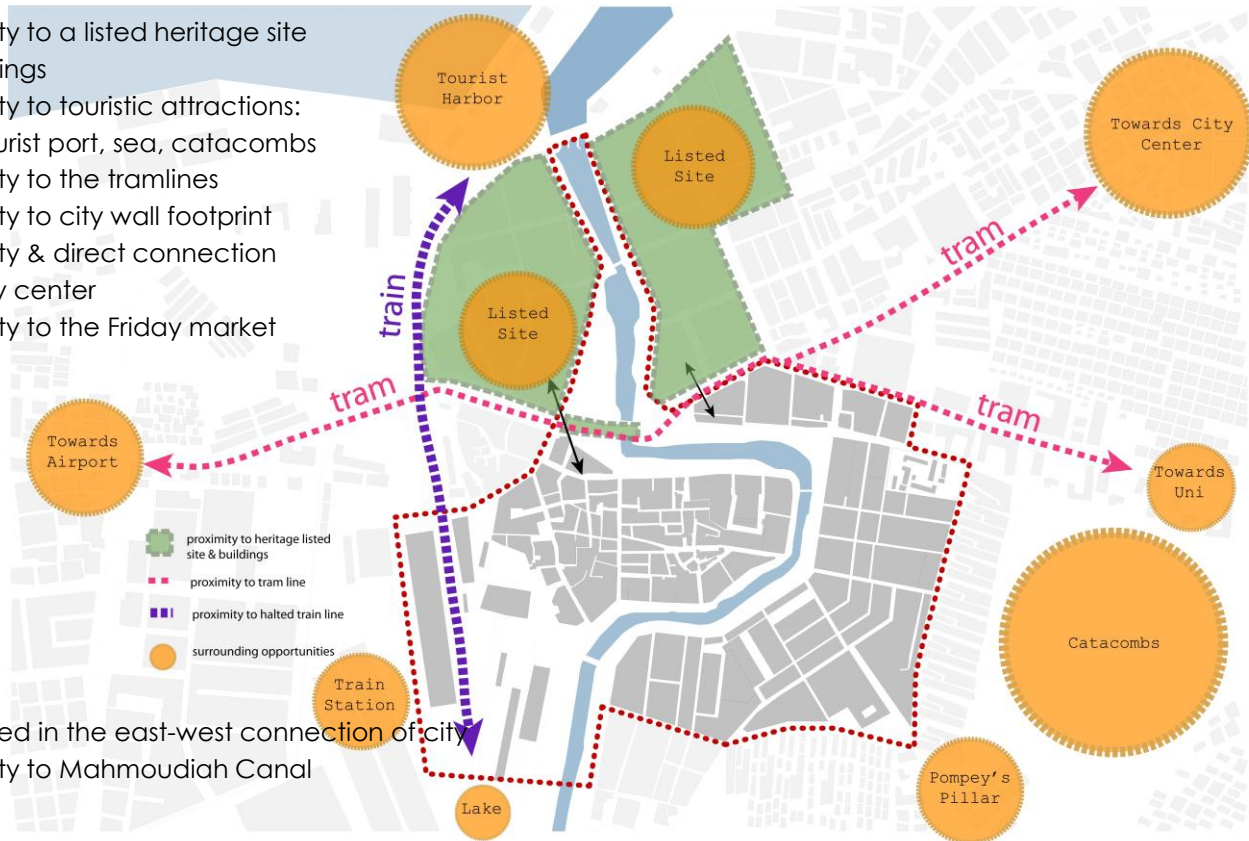 ty to a listed heritage site
ings
ty to touristic attractions:
urist port, sea, catacombs
ty to the tramlines
ty to city wall footprint
ty & direct connection
y center
ty to the Friday market
Tourist
Harbor
Listed
Site
Towards City
Center
train
Listed
Site
tram
tram
tram
Towards
Airport
Towards
Uni
proximity to heritage listed
site & buildings
proximity to tram line
proximity to halted train line
surrounding opportunities
Catacombs
Train
Station
ed in the east-west connection of city
ty to Mahmoudiah Canal
Lake
Pompey's
Pillar